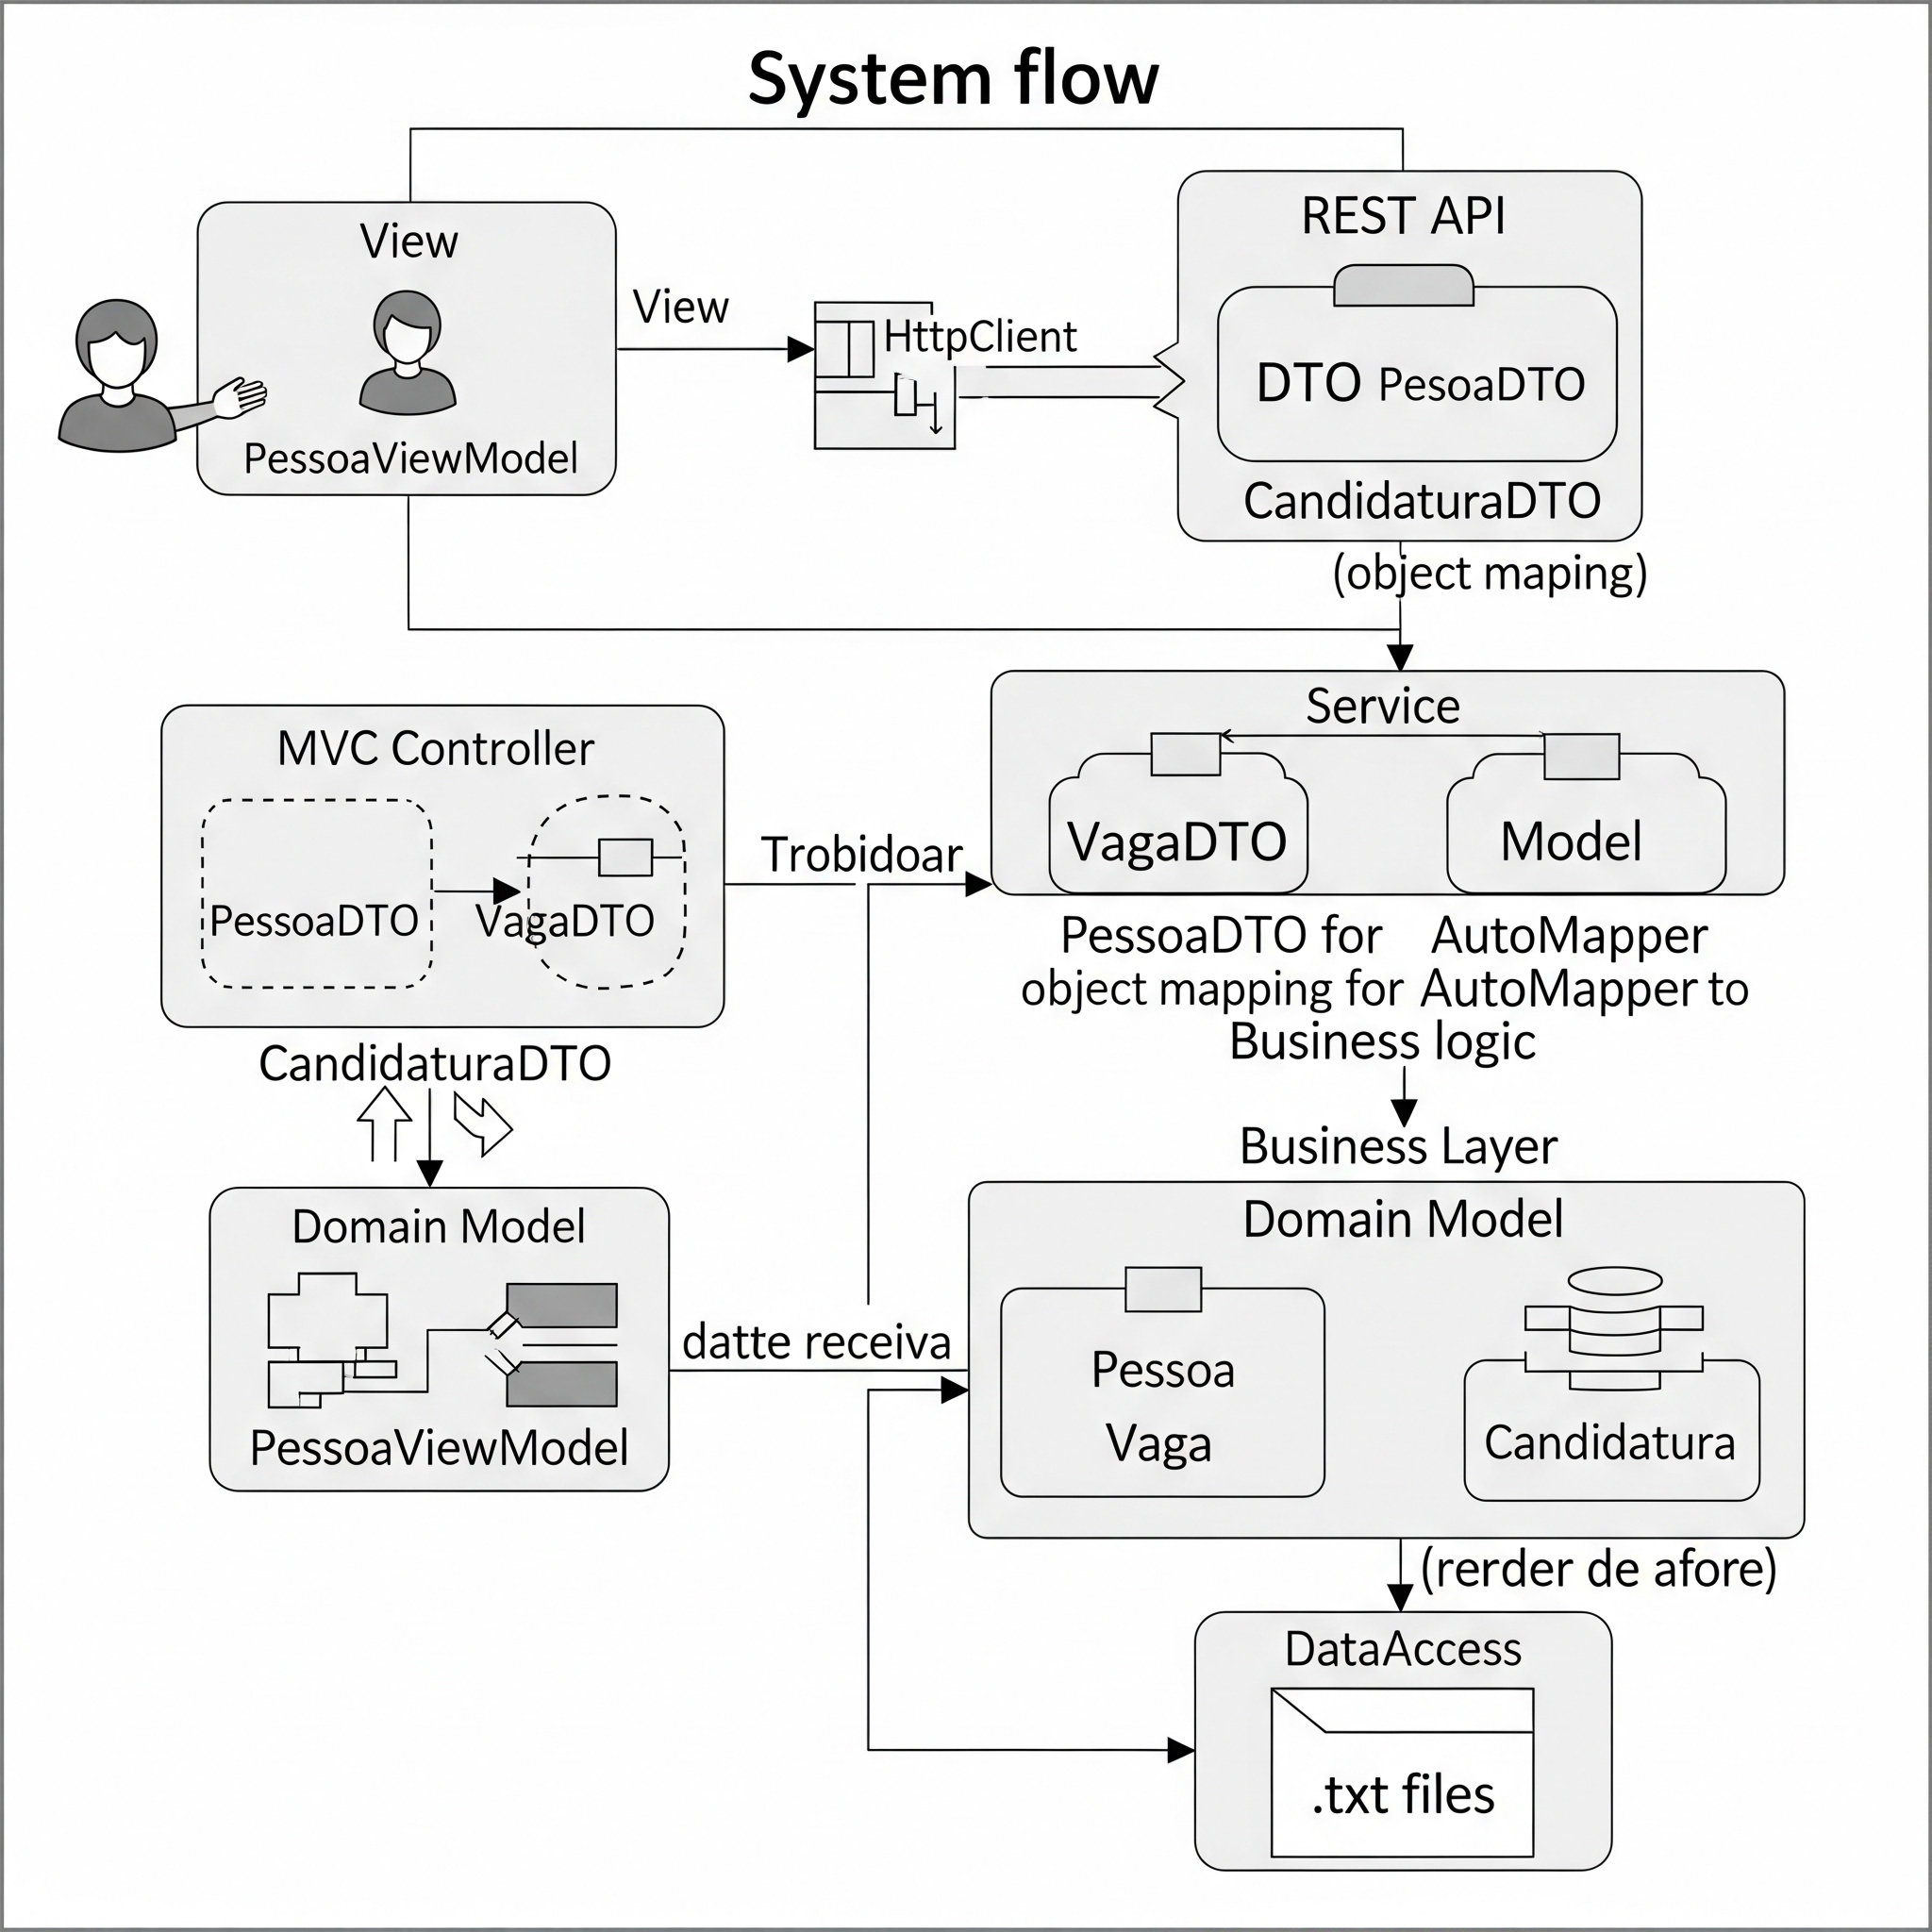 System flow
View
PessoaViewModel
View
HttpClient
REST API
DTO PesoaDTO
CandidaturaDTO
(object maping)
MVC Controller
PessoaDTO
VagaDTO
CandidaturaDTO
Trobidoar
Service
VagaDTO
Model
PessoaDTO for AutoMapper
object mapping for AutoMapper to
Business logic
Business Layer
Domain Model
PessoaViewModel
datte receiva
Domain Model
Pessoa
Vaga
Candidatura
(rerder de afore)
DataAccess
.txt files